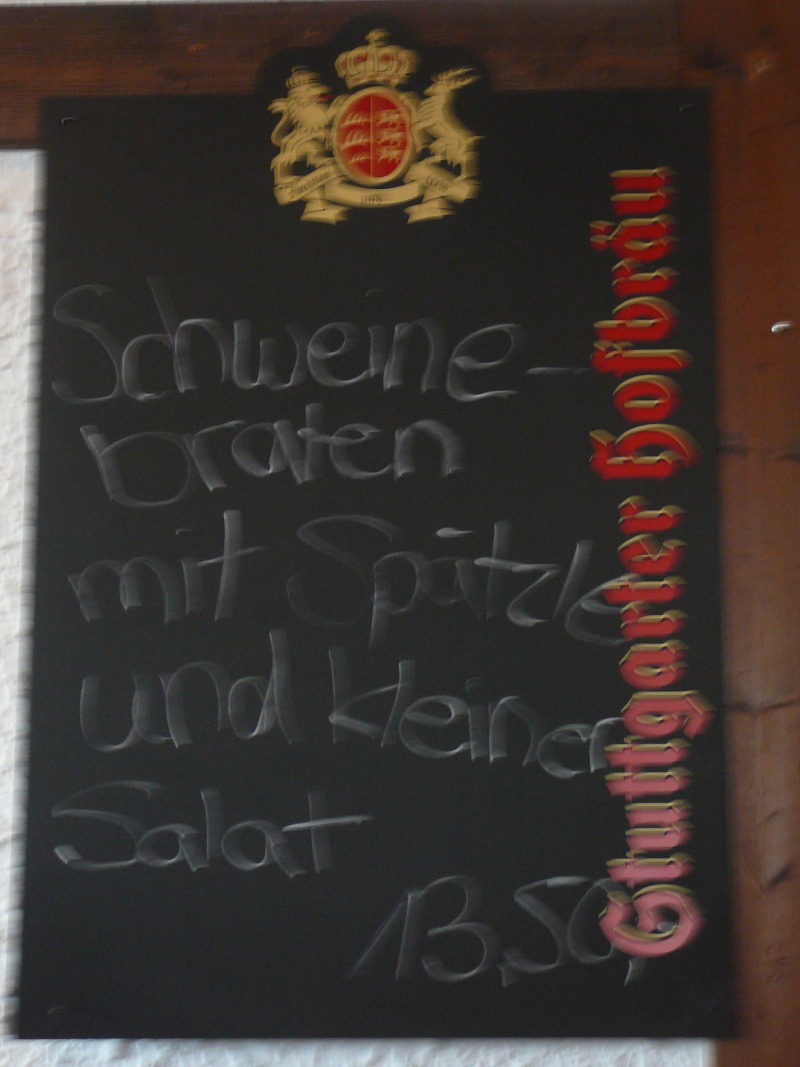 Schweine-
braten
mit Spätzle
und kleiner
Salat
13,50,
Stuttgarter Hofbräu